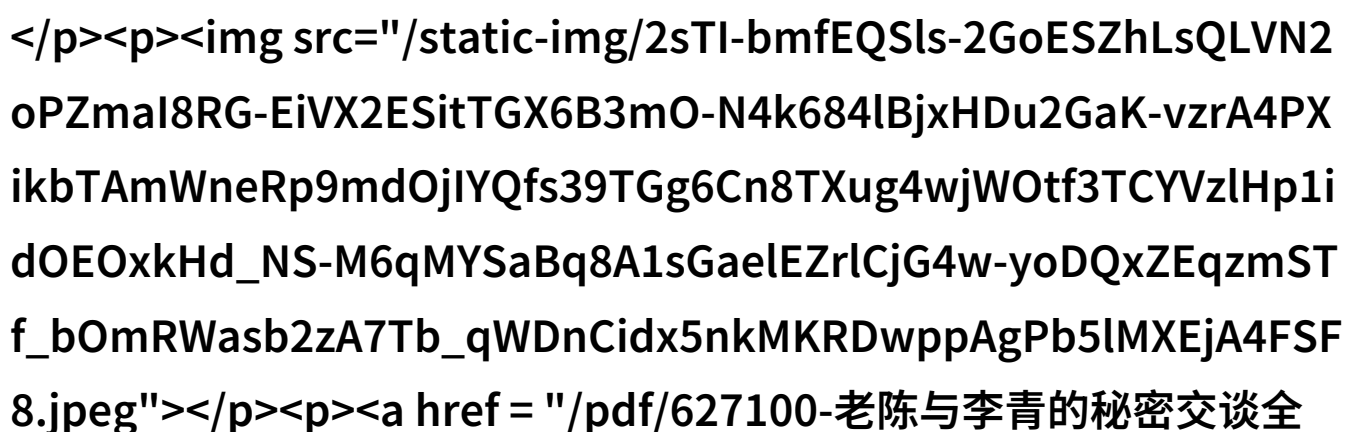 </p><p><img src="/static-img/2sTI-bmfEQSls-2GoESZhLsQLVN2
oPZmaI8RG-EiVX2ESitTGX6B3mO-N4k684lBjxHDu2GaK-vzrA4PX
ikbTAmWneRp9mdOjIYQfs39TGg6Cn8TXug4wjWOtf3TCYVzlHp1i
dOEOxkHd_NS-M6qMYSaBq8A1sGaelEZrlCjG4w-yoDQxZEqzmST
f_bOmRWasb2zA7Tb_qWDnCidx5nkMKRDwppAgPb5lMXEjA4FSF
8.jpeg"></p><p><a href = "/pdf/627100-老陈与李青的秘密交谈全